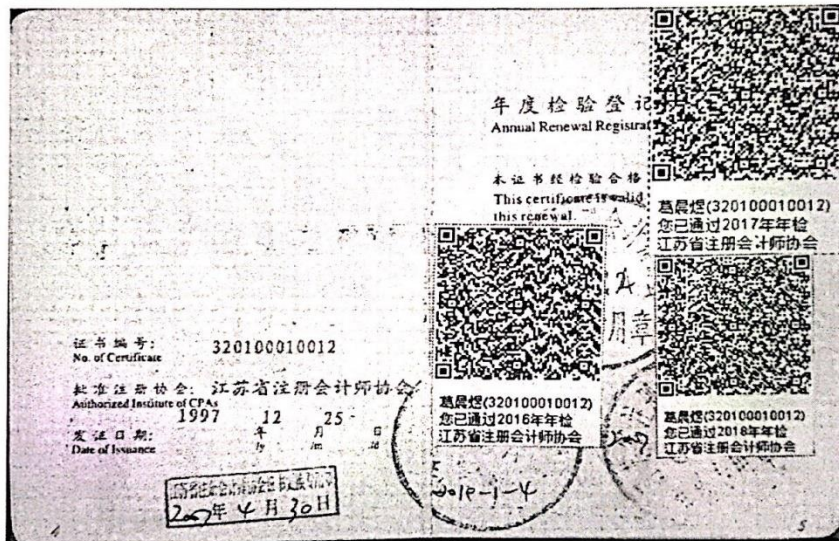 证书编号: 320100010012
No. of Certificate
批准注册协会: 江苏省注册会计师协会
Authorized Institute of CPAs
发证日期: 1997 年 12 月 25 日
Date of Issuance /y /m /d
年 4 月 30 日
4
年度检验登记
Annual Renewal Registrat
本证书经检验合格
This certificate is valid
this renewal.
葛晨煜(320100010012)
您已通过2017年年检
江苏省注册会计师协会
葛晨煜(320100010012)
您已通过2016年年检
江苏省注册会计师协会
葛晨煜(320100010012)
您已通过2018年年检
江苏省注册会计师协会
月章
5